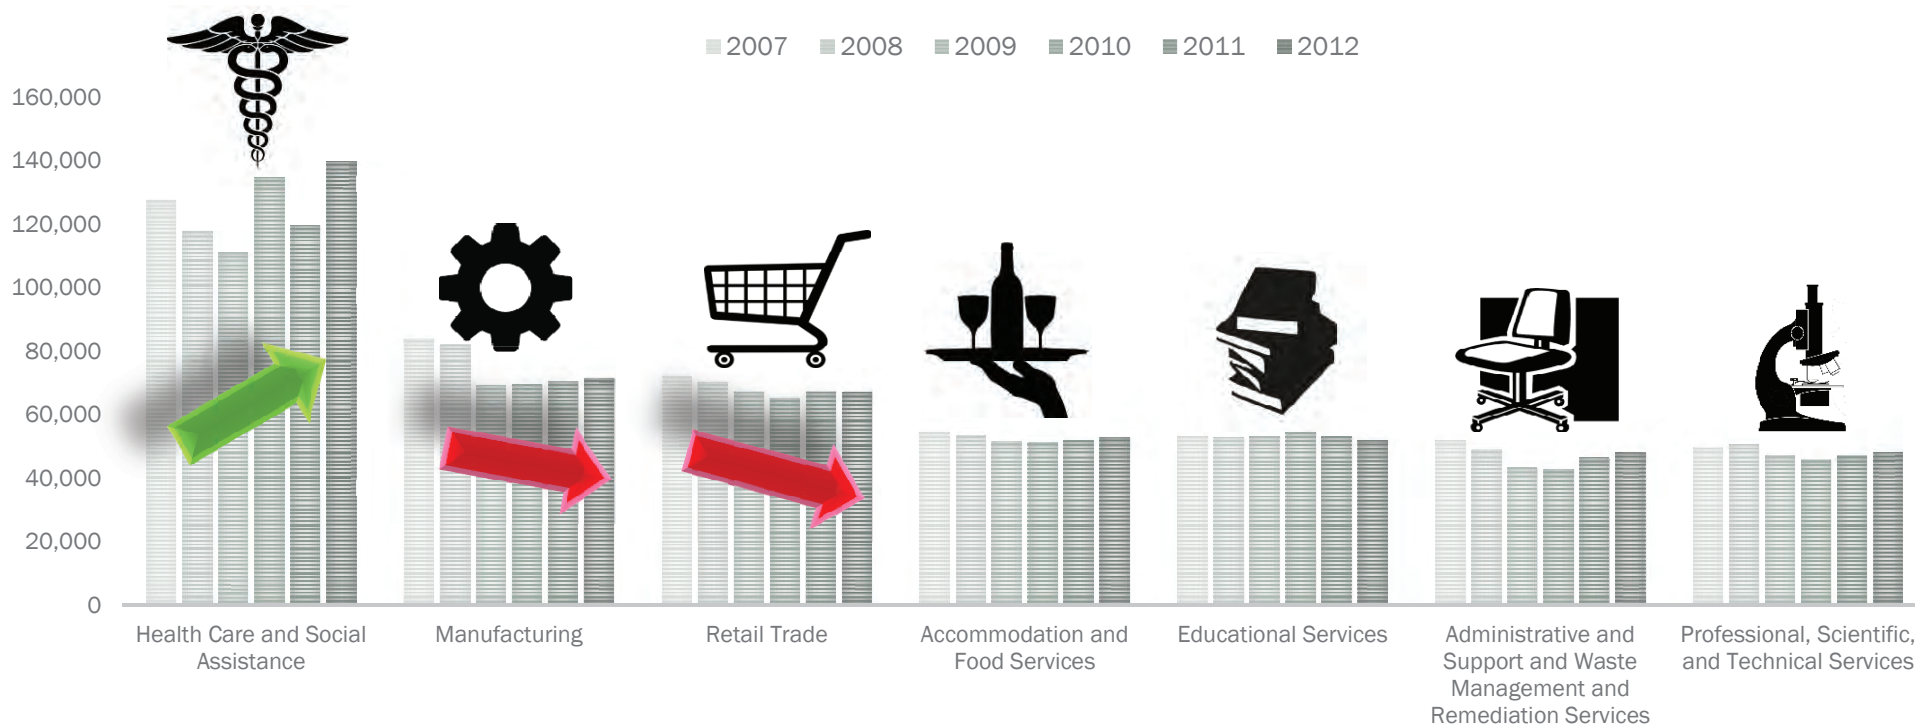 2007 2008 2009 2010 2011 2012
160,000
140,000
120,000
100,000
80,000
60,000
40,000
20,000
0
Health Care and Social
Assistance
Manufacturing
Retail Trade
Accommodation and
Food Services
Educational Services
Administrative and
Support and Waste
Management and
Remediation Services
Professional, Scientific,
and Technical Services